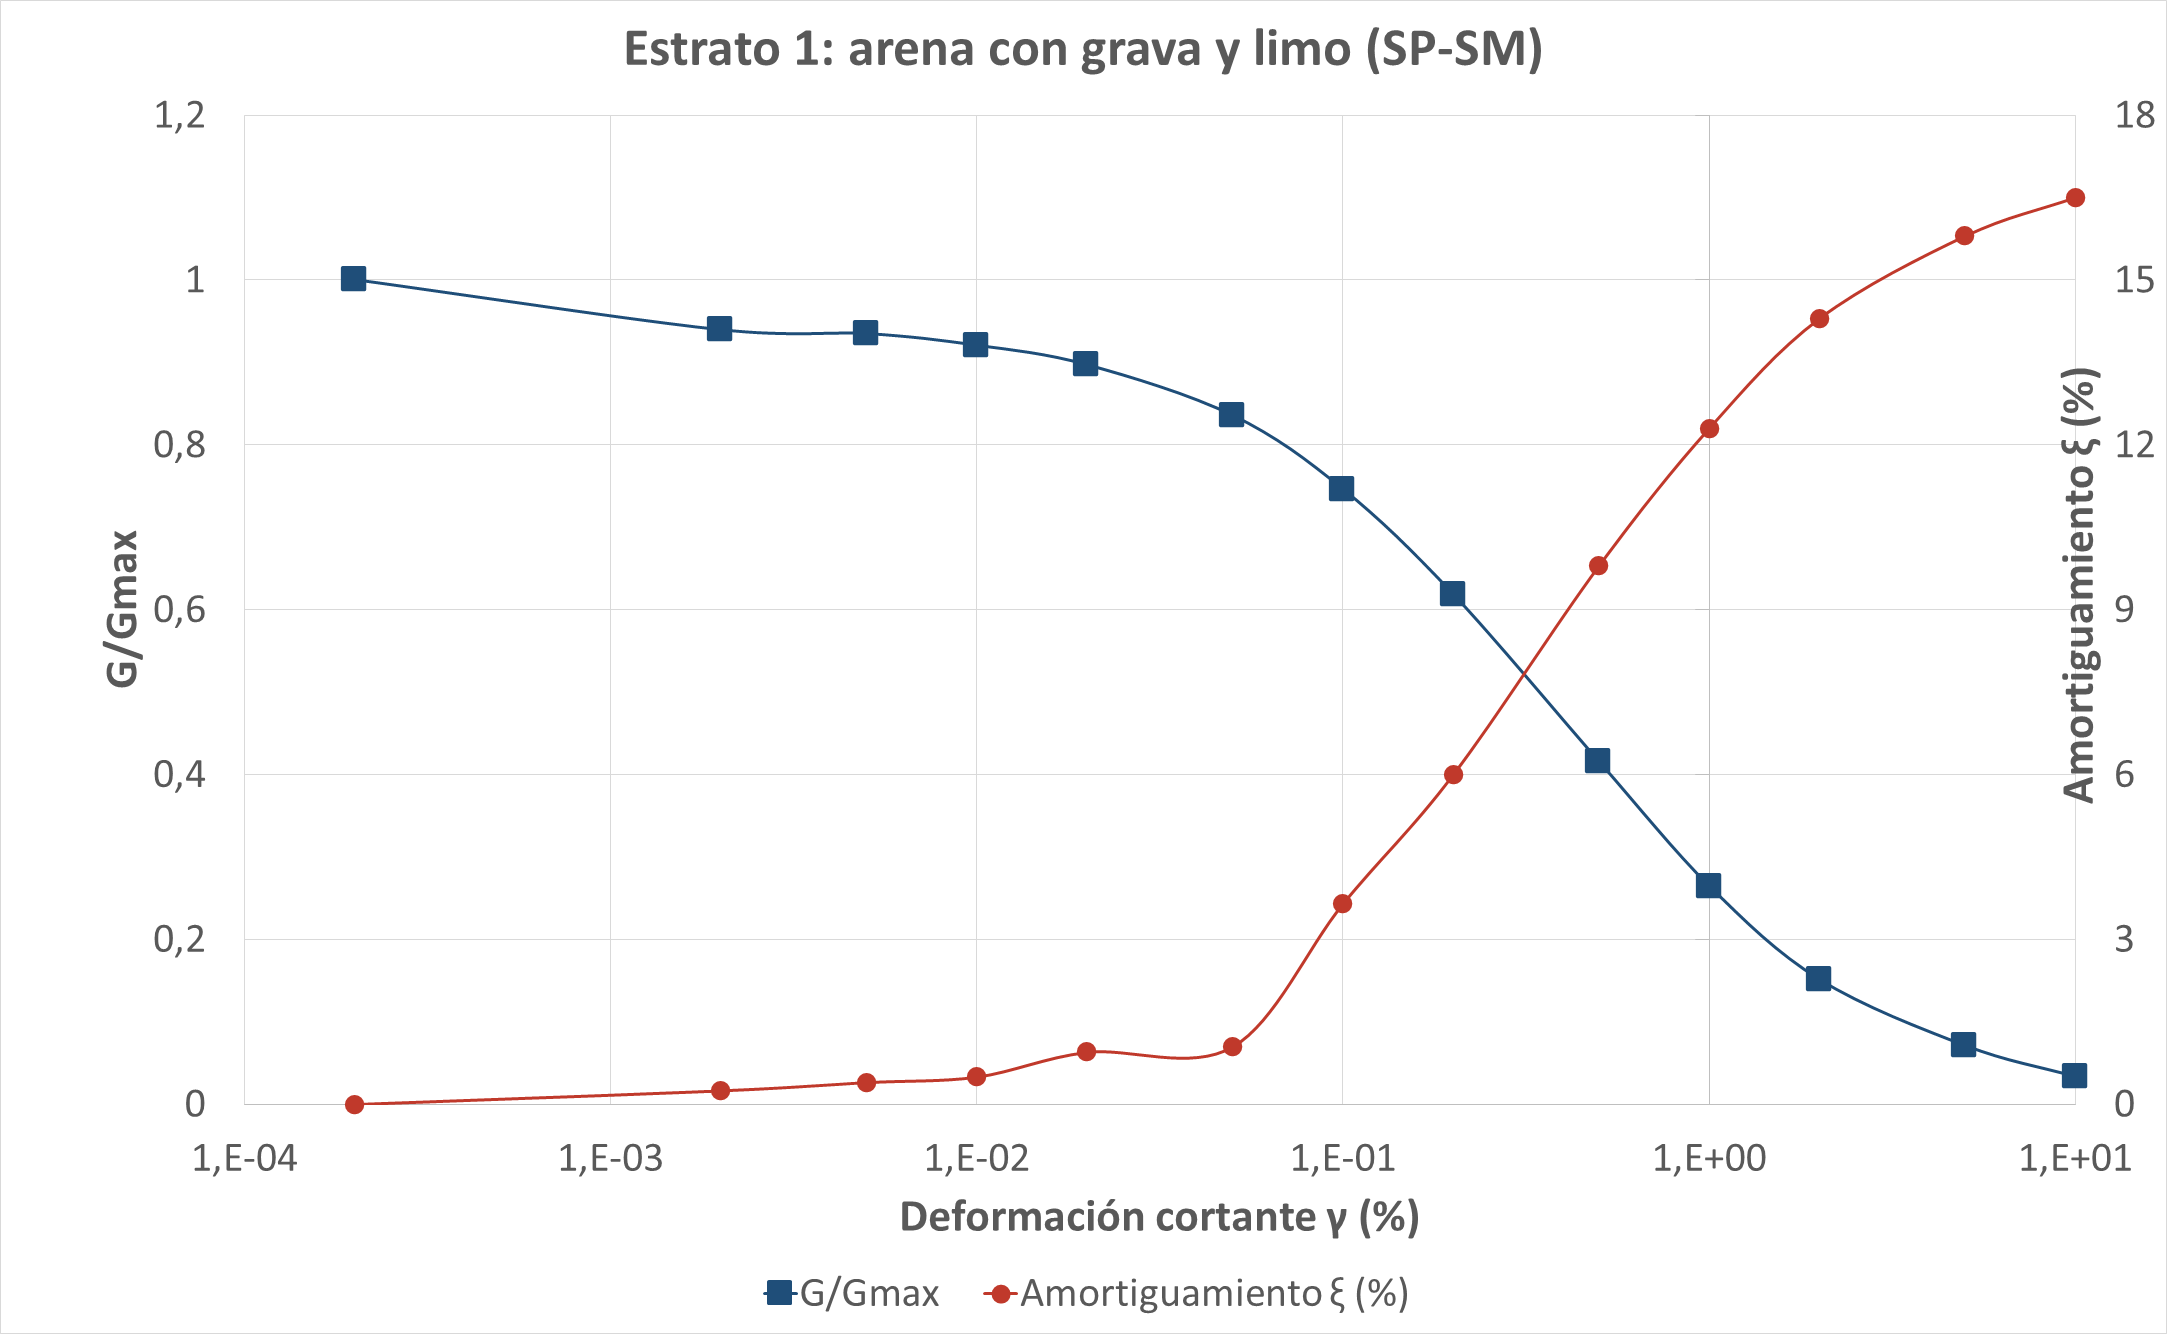 Estrato 1: arena con grava y limo (SP-SM)
1,2
1
0,8
0,6
0,4
0,2
0
G/Gmax
18
15
12
9
6
3
0
Amortiguamiento ξ (%)
1,E-04 1,E-03 1,E-02 1,E-01 1,E+00 1,E+01
Deformación cortante γ (%)
G/Gmax Amortiguamiento ξ (%)